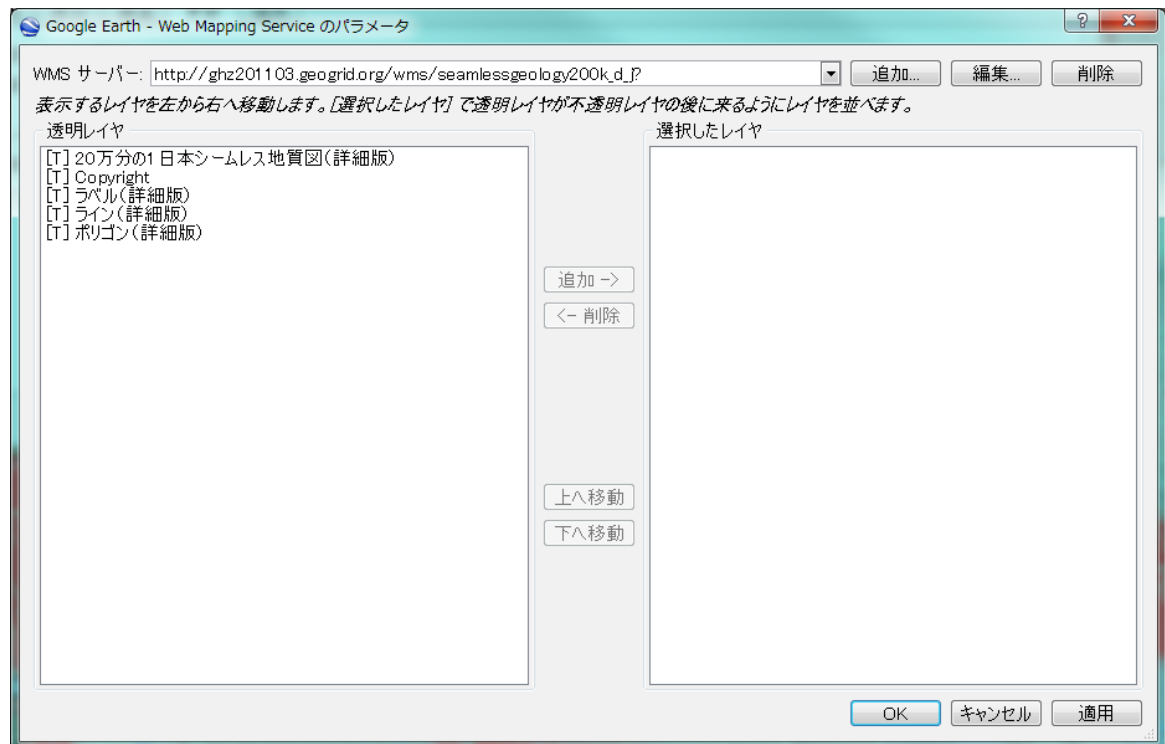 Google Earth - Web Mapping Service のパラメータ
WMS サーバー: http://ghz201103.geogrid.org/wms/seamlessgeology200k_d_j? 追加... 編集... 削除
表示するレイヤを左から右へ移動します。[選択したレイヤ] で透明レイヤが不透明レイヤの後に来るようにレイヤを並べます。
透明レイヤ
[T] 20万分の1 日本シームレス地質図(詳細版)
[T] Copyright
[T] ラベル(詳細版)
[T] ライン(詳細版)
[T] ポリゴン(詳細版)
追加 ->
<- 削除
上へ移動
下へ移動
選択したレイヤ
OK キャンセル 適用